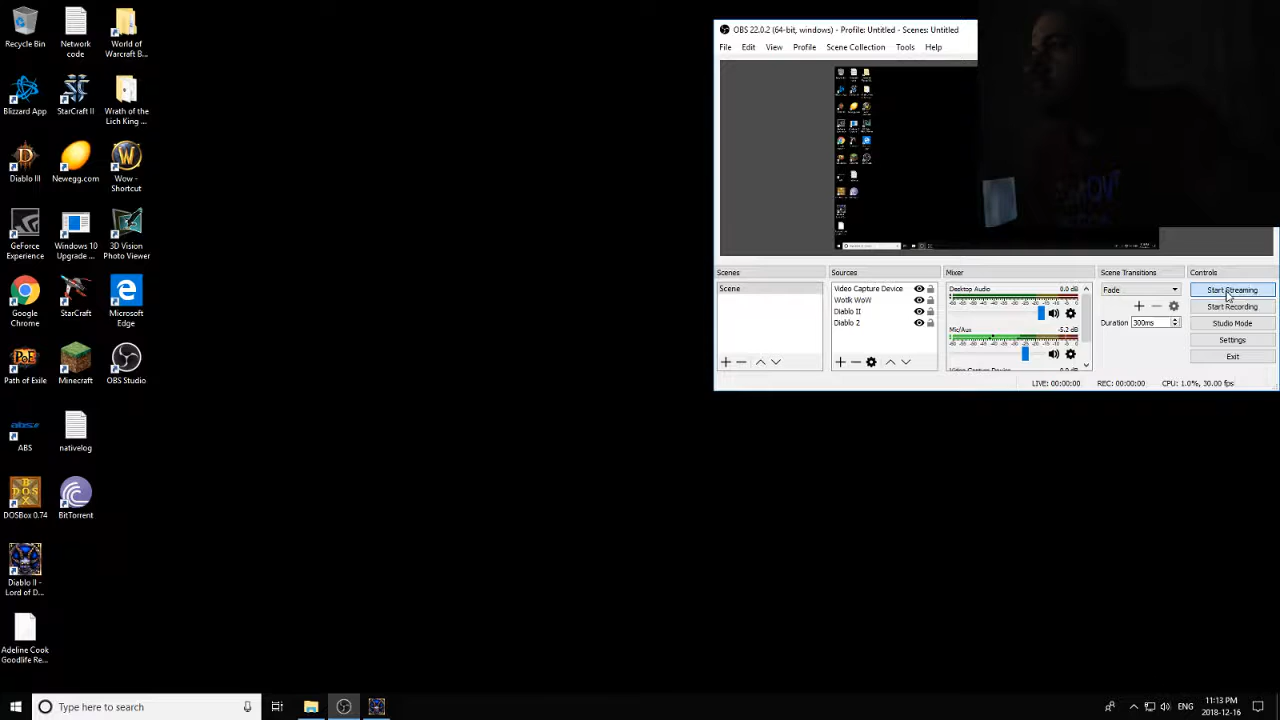 Recycle Bin
Network code
World of Warcraft B...
Blizzard App
StarCraft II
Wrath of the Lich King ...
Diablo III
Newegg.com
Wow - Shortcut
GeForce Experience
Windows 10 Upgrade ...
3D Vision Photo Viewer
Google Chrome
StarCraft
Microsoft Edge
Path of Exile
Minecraft
OBS Studio
ABS
nativelog
DOSBox 0.74
BitTorrent
Diablo II - Lord of D...
Adeline Cook Goodlife Re...
OBS 22.0.2 (64-bit, windows) - Profile: Untitled - Scenes: Untitled
File Edit View Profile Scene Collection Tools Help
Scenes
Scene
Sources
Video Capture Device
Wotlk WoW
Diablo II
Diablo 2
Mixer
Desktop Audio 0.0 dB
Mic/Aux -5.2 dB
Scene Transitions
Fade
Duration 300ms
Controls
Start Streaming
Start Recording
Studio Mode
Settings
Exit
LIVE: 00:00:00 REC: 00:00:00 CPU: 1.0%, 30.00 fps
Type here to search
ENG
11:13 PM
2018-12-16